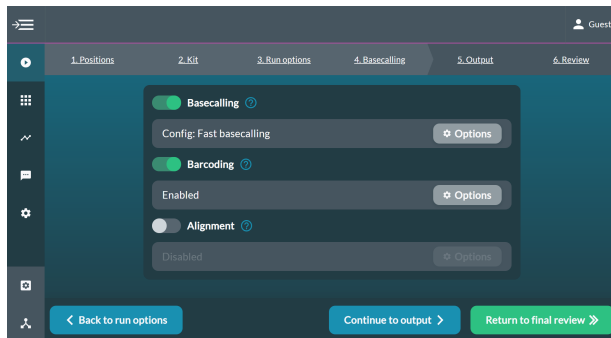 Guest
1. Positions 2. Kit 3. Run options 4. Basecalling 5. Output 6. Review
Basecalling ?
Config: Fast basecalling Options
Barcoding ?
Enabled Options
Alignment ?
Disabled Options
Back to run options Continue to output Return to final review